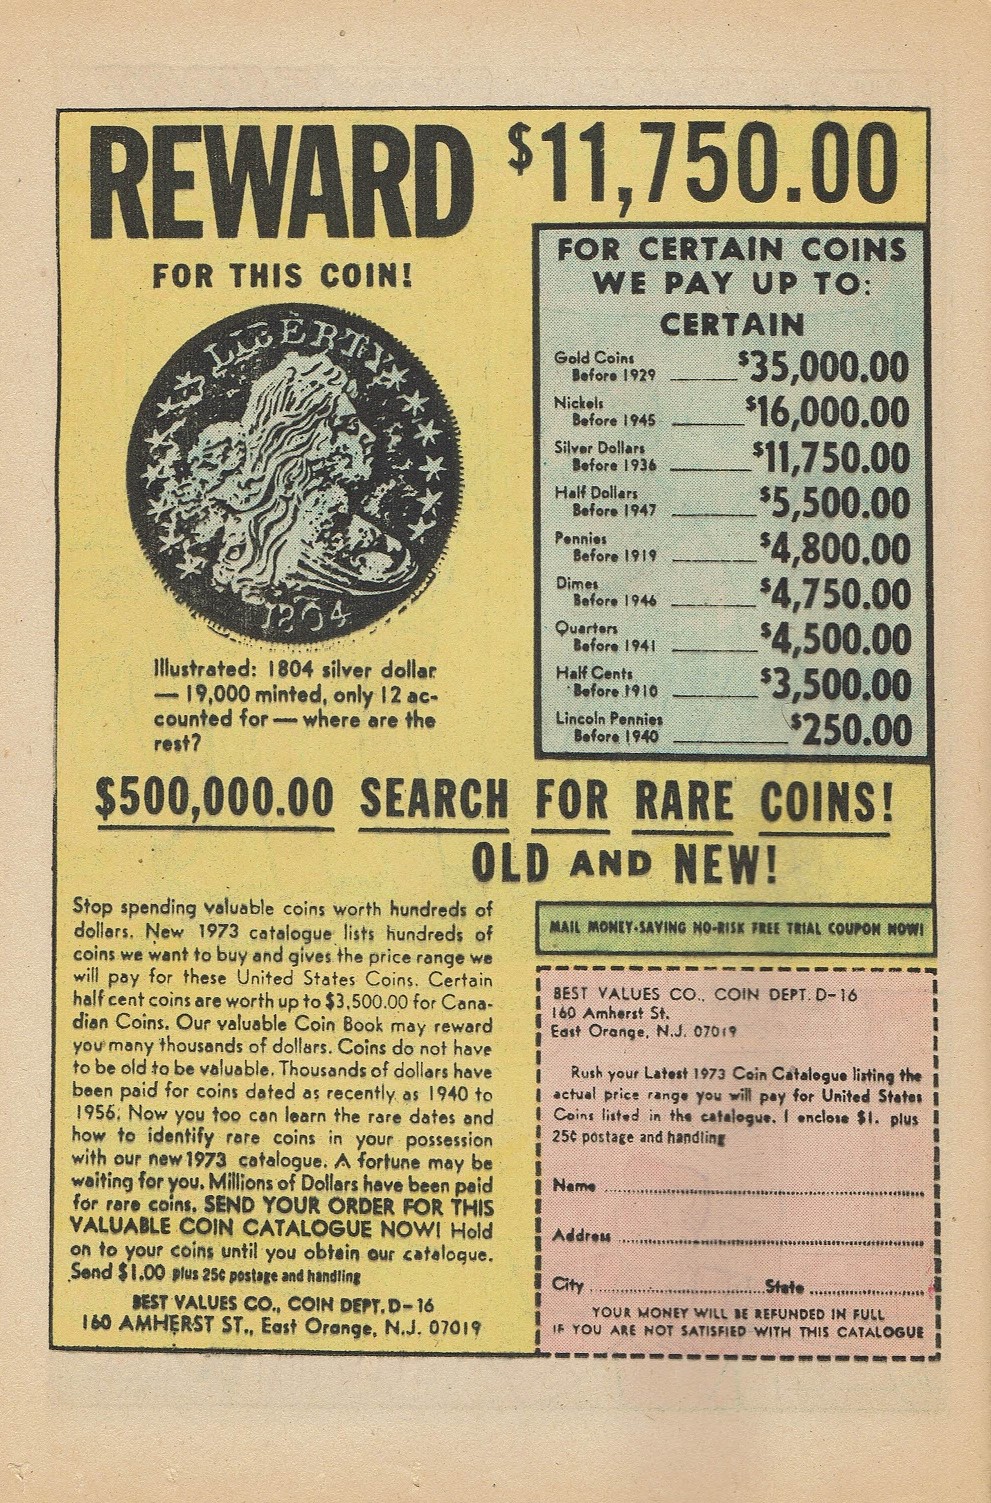 REWARD $11,750.00
FOR THIS COIN!
LIBERTY
1804
Illustrated: 1804 silver dollar
— 19,000 minted, only 12 ac-
counted for — where are the
rest?
FOR CERTAIN COINS
WE PAY UP TO:
CERTAIN
Gold Coins
Before 1929 $35,000.00
Nickels
Before 1945 $16,000.00
Silver Dollars
Before 1936 $11,750.00
Half Dollars
Before 1947 $5,500.00
Pennies
Before 1919 $4,800.00
Dimes
Before 1946 $4,750.00
Quarters
Before 1941 $4,500.00
Half Cents
Before 1910 $3,500.00
Lincoln Pennies
Before 1940 $250.00
$500,000.00 SEARCH FOR RARE COINS!
OLD AND NEW!
Stop spending valuable coins worth hundreds of
dollars. New 1973 catalogue lists hundreds of
coins we want to buy and gives the price range we
will pay for these United States Coins. Certain
half cent coins are worth up to $3,500.00 for Cana-
dian Coins. Our valuable Coin Book may reward
you many thousands of dollars. Coins do not have
to be old to be valuable. Thousands of dollars have
been paid for coins dated as recently as 1940 to
1956. Now you too can learn the rare dates and
how to identify rare coins in your possession
with our new 1973 catalogue. A fortune may be
waiting for you. Millions of Dollars have been paid
for rare coins. SEND YOUR ORDER FOR THIS
VALUABLE COIN CATALOGUE NOW! Hold
on to your coins until you obtain our catalogue.
Send $1.00 plus 25¢ postage and handling
BEST VALUES CO., COIN DEPT. D-16
160 AMHERST ST., East Orange, N.J. 07019
MAIL MONEY-SAVING NO-RISK FREE TRIAL COUPON NOW!
BEST VALUES CO., COIN DEPT. D-16
160 Amherst St.
East Orange, N.J. 07019
Rush your Latest 1973 Coin Catalogue listing the
actual price range you will pay for United States
Coins listed in the catalogue. I enclose $1. plus
25¢ postage and handling
Name
Address
City State
YOUR MONEY WILL BE REFUNDED IN FULL
IF YOU ARE NOT SATISFIED WITH THIS CATALOGUE